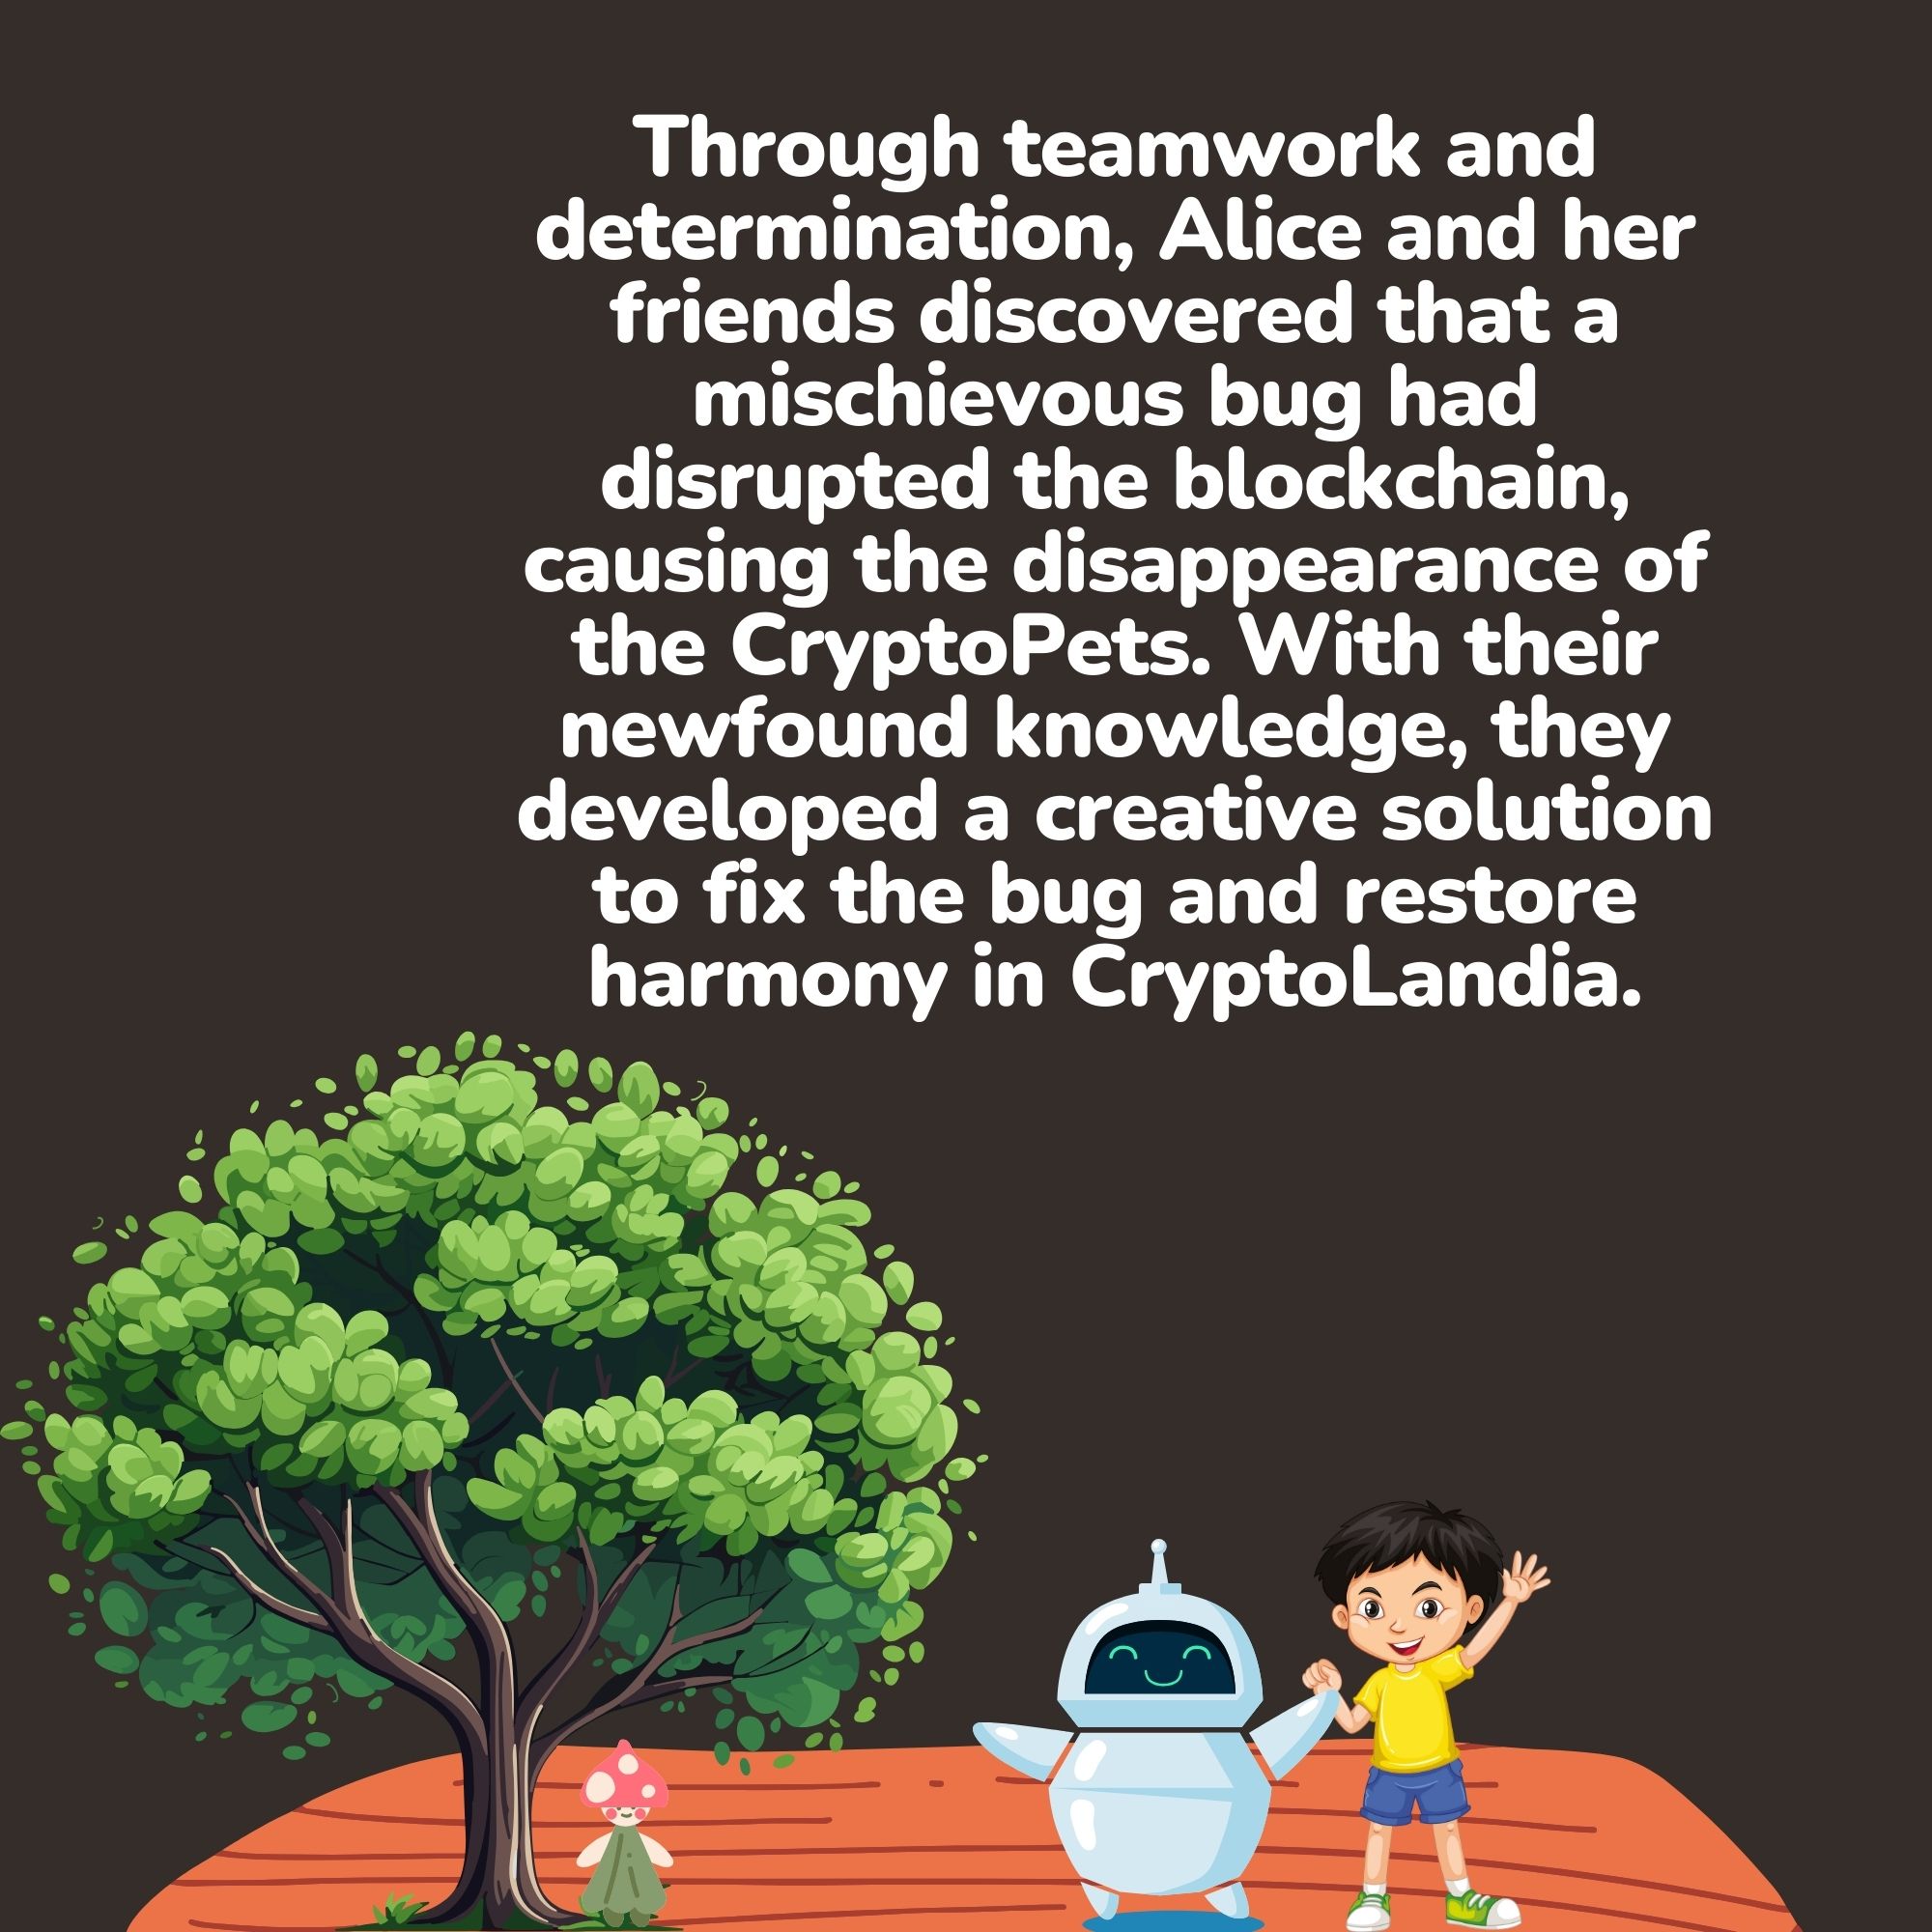 Through teamwork and
determination, Alice and her
friends discovered that a
mischievous bug had
disrupted the blockchain,
causing the disappearance of
the CryptoPets. With their
newfound knowledge, they
developed a creative solution
to fix the bug and restore
harmony in CryptoLandia.